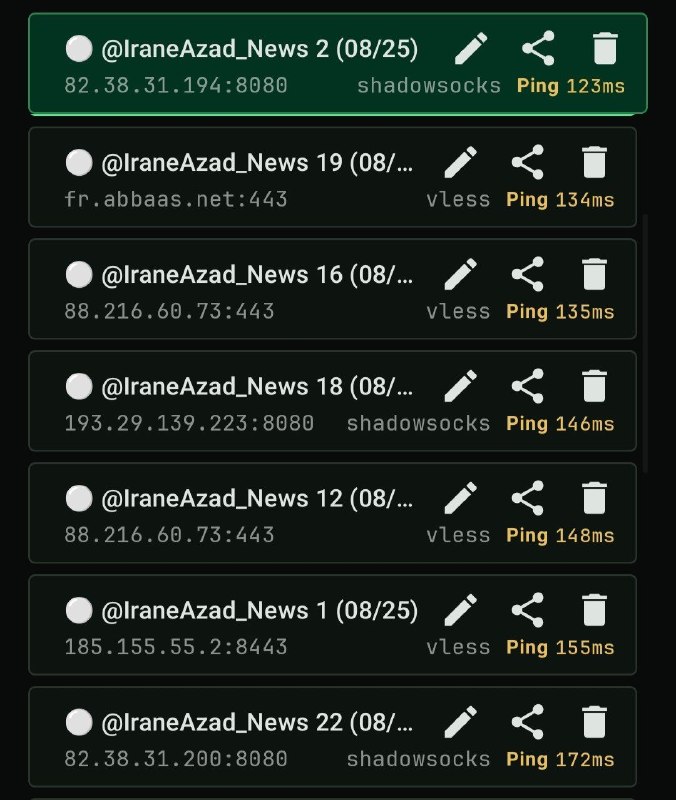 @IraneAzad_News 2 (08/25)
82.38.31.194:8080 shadowsocks Ping 123ms
@IraneAzad_News 19 (08/...
fr.abbaas.net:443 vless Ping 134ms
@IraneAzad_News 16 (08/...
88.216.60.73:443 vless Ping 135ms
@IraneAzad_News 18 (08/...
193.29.139.223:8080 shadowsocks Ping 146ms
@IraneAzad_News 12 (08/...
88.216.60.73:443 vless Ping 148ms
@IraneAzad_News 1 (08/25)
185.155.55.2:8443 vless Ping 155ms
@IraneAzad_News 22 (08/...
82.38.31.200:8080 shadowsocks Ping 172ms